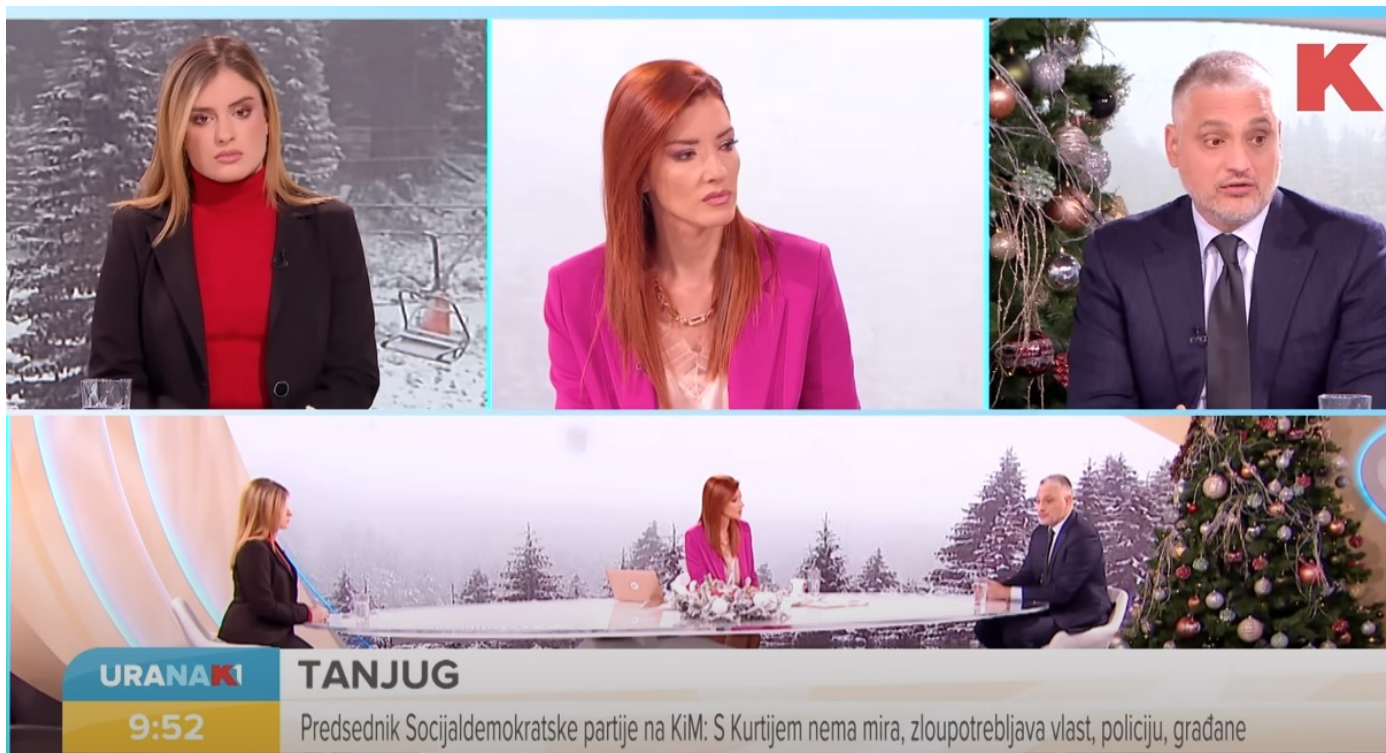 K
URANAK1
TANJUG
9:52
Predsednik Socijaldemokratske partije na KiM: S Kurtijem nema mira, zloupotrebljava vlast, policiju, građane